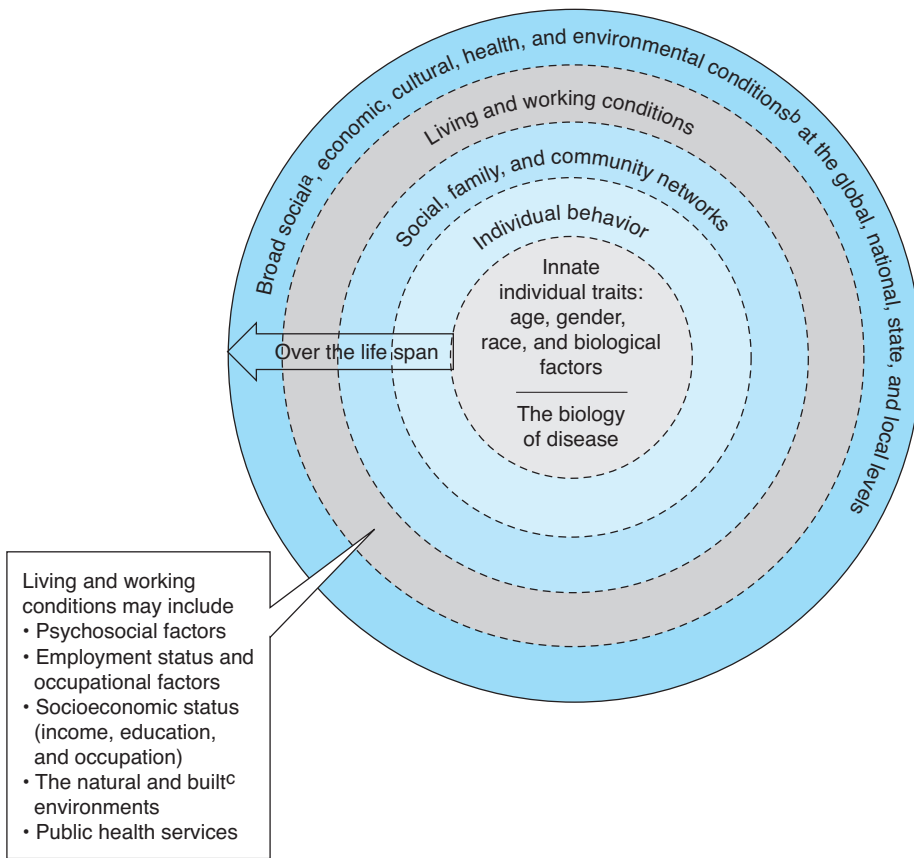 Broad socialᵃ, economic, cultural, health, and environmental conditionsᵇ at the global, national, state, and local levels
Living and working conditions
Social, family, and community networks
Individual behavior
Innate
individual traits:
age, gender,
race, and biological
factors
The biology
of disease
Over the life span
Living and working
conditions may include
• Psychosocial factors
• Employment status and
occupational factors
• Socioeconomic status
(income, education,
and occupation)
• The natural and builtᶜ
environments
• Public health services